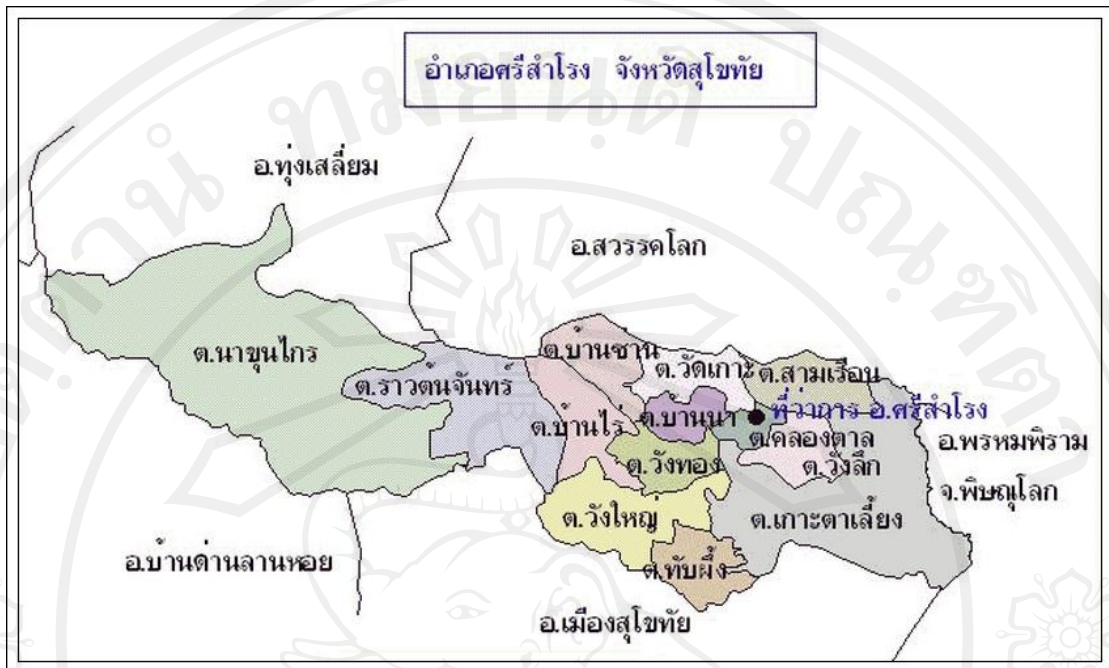 อำเภอศรีสำโรง จังหวัดสุโขทัย
อ.ทุ่งเสลี่ยม
อ.สวรรคโลก
ต.นาขุนไกร
ต.ราวต้นจันทร์
ต.บ้านซ่าน
ต.วัดเกาะ
ต.สามเรือน
ต.บ้านไร่
ต.บ้านนา
ที่ว่าการ อ.ศรีสำโรง
ต.คลองตาล
อ.พรหมพิราม
ต.วังทอง
ต.วังลึก
จ.พิษณุโลก
ต.วังใหญ่
ต.เกาะตาเลี้ยง
อ.บ้านด่านลานหอย
ต.ทับผึ้ง
อ.เมืองสุโขทัย